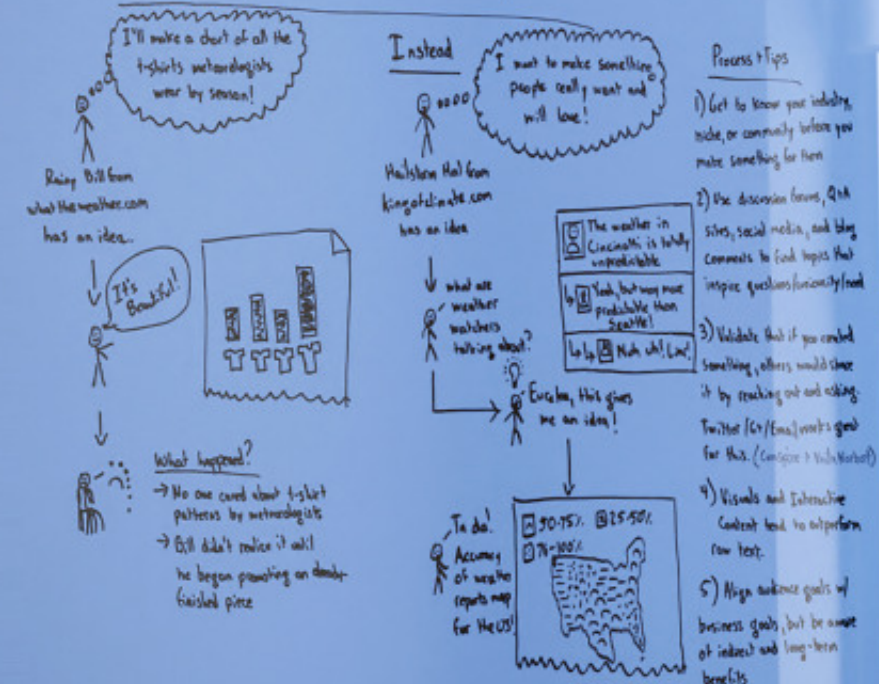 I'll make a chart of all the
t-shirts meteorologists
wear by season!
Rainy Bill from
whattheweather.com
has an idea..
It's
Beautiful!
What happened?
→ No one cared about t-shirt
patterns by meteorologists
→ Bill didn't realize it until
he began promoting an
finished piece
Instead
I want to make something
people really want and
will love!
Hailstorm Hal from
kingofclimate.com
has an idea
what are
weather
watchers
talking about?
The weather in
Cincinatti is totally
unpredictable
Yeah, but way more
predictable than
Seattle!
Nuh uh!
Eureka, this gives
me an idea!
Ta da!
Accuracy
of weather
reports map
for the US!
50-75%
25-50%
76-100%
Process + Tips
1) Get to know your industry,
niche, or community before you
make something for them
2) Use discussion forums, Q+A
sites, social media, and blog
comments to find topics that
inspire questions/curiosity/need
3) Validate that if you created
something, others would share
it by reaching out and asking.
Twitter/G+/Email works great
for this.
4) Visuals and Interactive
Content tend to outperform
raw text.
5) Align audience goals w/
business goals, but be aware
of indirect and long-term
benefits